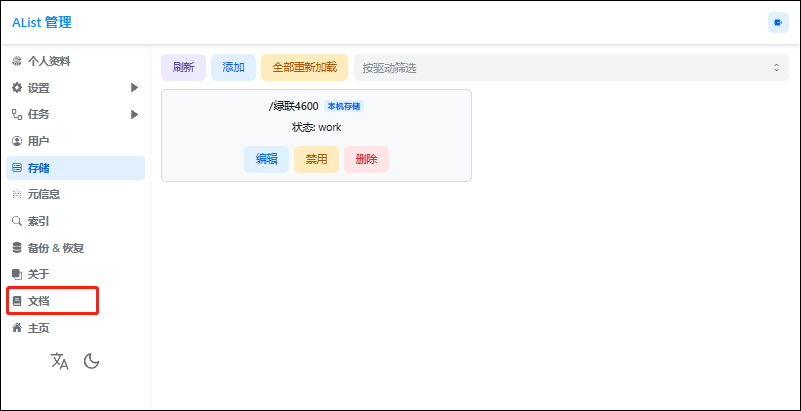 AList 管理
个人资料
设置
任务
用户
存储
元信息
索引
备份 & 恢复
关于
文档
主页
刷新 添加 全部重新加载 按驱动筛选
/绿联4600 本机存储
状态: work
编辑 禁用 删除